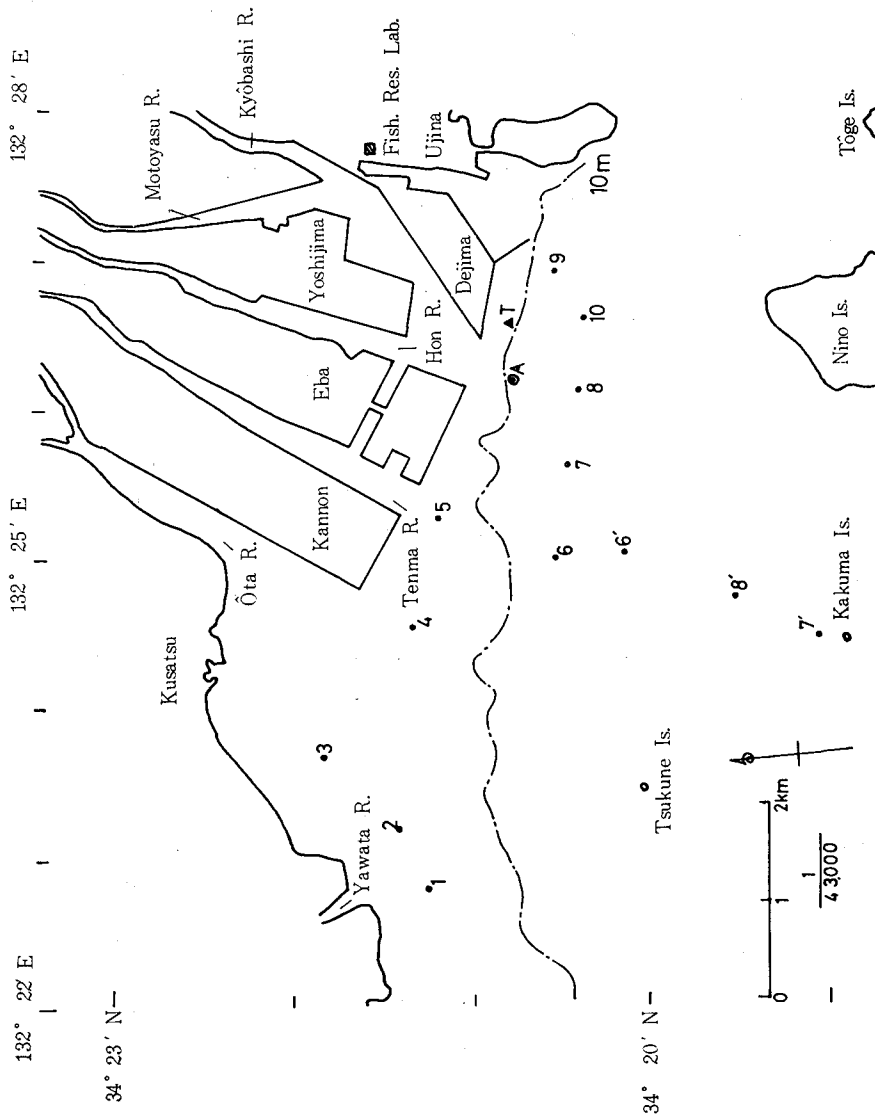 132° 22′ E
132° 25′ E
132° 28′ E
34° 23′ N
34° 20′ N
Motoyasu R.
Kyôbashi R.
Fish. Res. Lab.
Ujina
Yoshijima
Dejima
Eba
Hon R.
Kannon
Tenma R.
Ôta R.
Kusatsu
Yawata R.
10m
1
2
3
4
5
6
6′
7
8
9
10
A
T
7′
8′
Tsukune Is.
Kakuma Is.
Nino Is.
Tôge Is.
0 1 2km
1
43,000